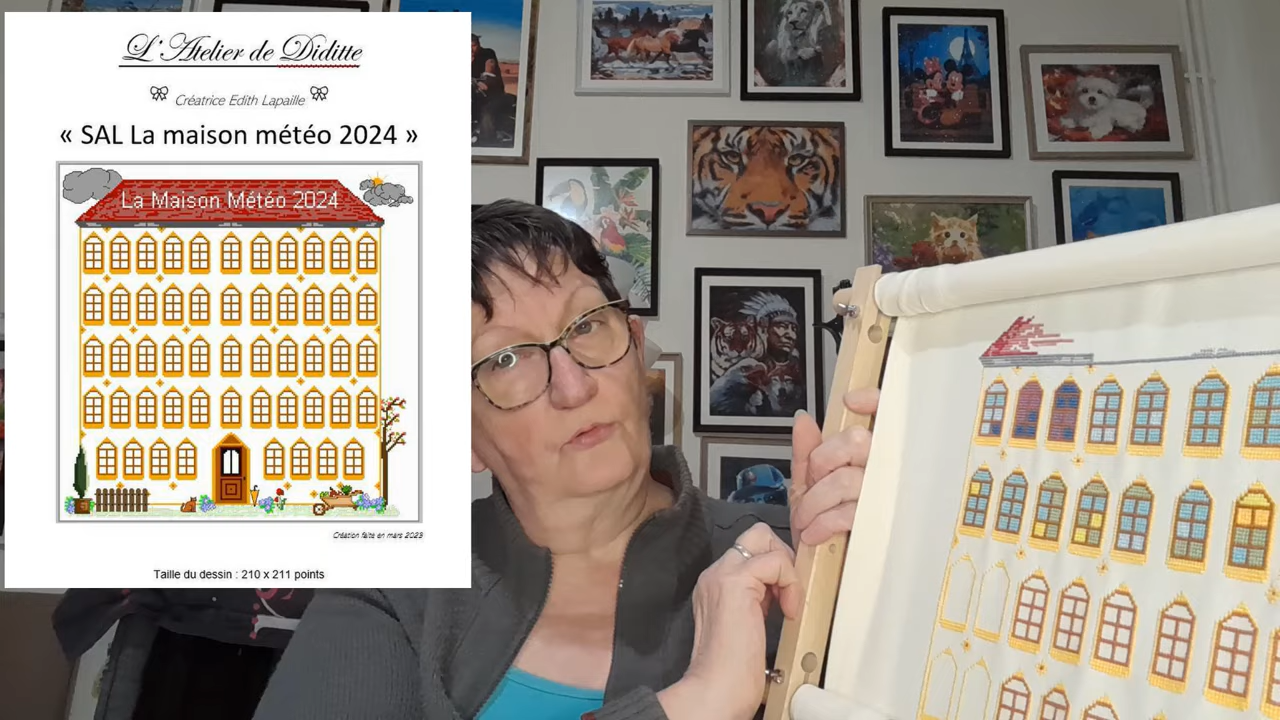 L'Atelier de Diditte
Créatrice Edith Lapaille
« SAL La maison météo 2024 »
La Maison Météo 2024
Création faite en mars 2023
Taille du dessin : 210 x 211 points